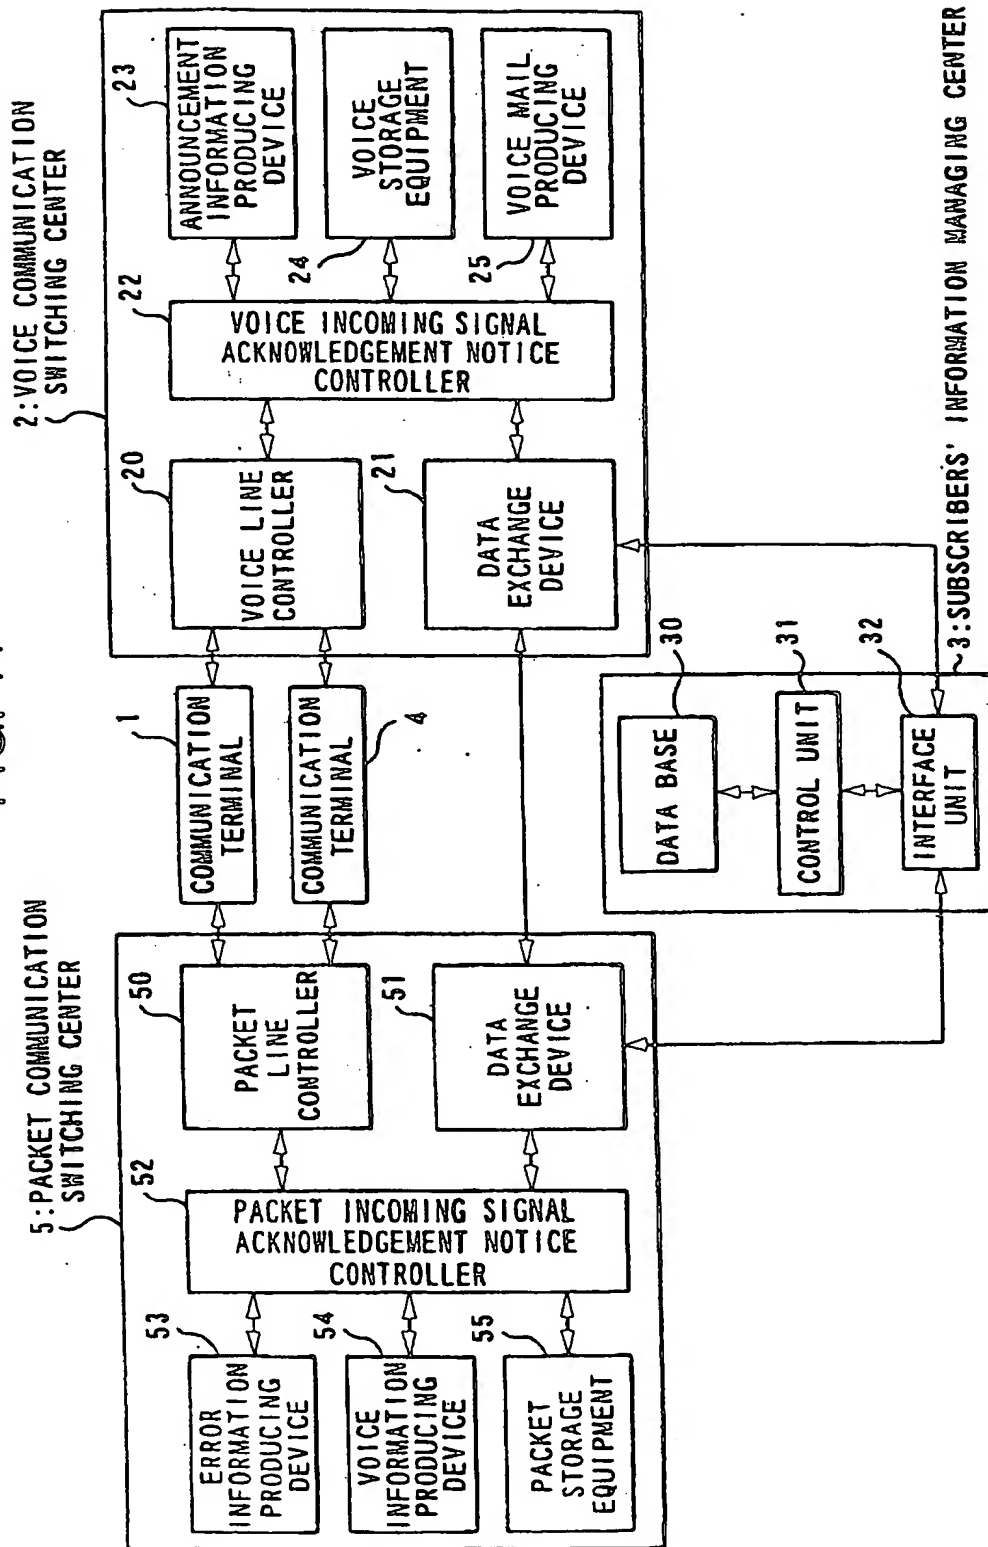 5:PACKET COMMUNICATION
SWITCHING CENTER
2:VOICE COMMUNICATION
SWITCHING CENTER
53
ERROR
INFORMATION
PRODUCING
DEVICE
54
VOICE
INFORMATION
PRODUCING
DEVICE
55
PACKET
STORAGE
EQUIPMENT
52
PACKET INCOMING SIGNAL
ACKNOWLEDGEMENT NOTICE
CONTROLLER
50
PACKET
LINE
CONTROLLER
51
DATA
EXCHANGE
DEVICE
1
COMMUNICATION
TERMINAL
COMMUNICATION
TERMINAL
4
20
VOICE LINE
CONTROLLER
21
DATA
EXCHANGE
DEVICE
22
VOICE INCOMING SIGNAL
ACKNOWLEDGEMENT NOTICE
CONTROLLER
23
ANNOUNCEMENT
INFORMATION
PRODUCING
DEVICE
VOICE
STORAGE
EQUIPMENT
24
25
VOICE MAIL
PRODUCING
DEVICE
30
DATA BASE
31
CONTROL UNIT
32
INTERFACE
UNIT
3:SUBSCRIBERS' INFORMATION MANAGING CENTER